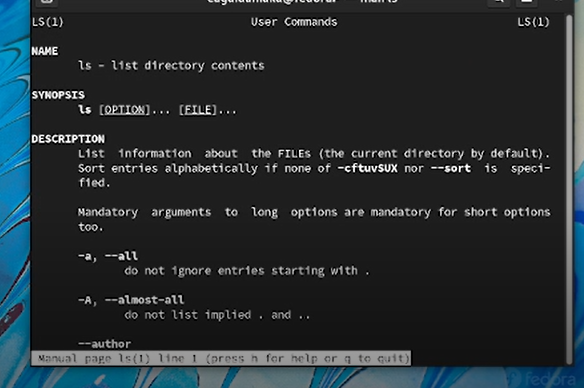 LS(1) User Commands LS(1)
NAME
ls - list directory contents
SYNOPSIS
ls [OPTION]... [FILE]...
DESCRIPTION
List information about the FILEs (the current directory by default).
Sort entries alphabetically if none of -cftuvSUX nor --sort is speci-
fied.
Mandatory arguments to long options are mandatory for short options
too.
-a, --all
do not ignore entries starting with .
-A, --almost-all
do not list implied . and ..
--author
Manual page ls(1) line 1 (press h for help or q to quit)
fedora